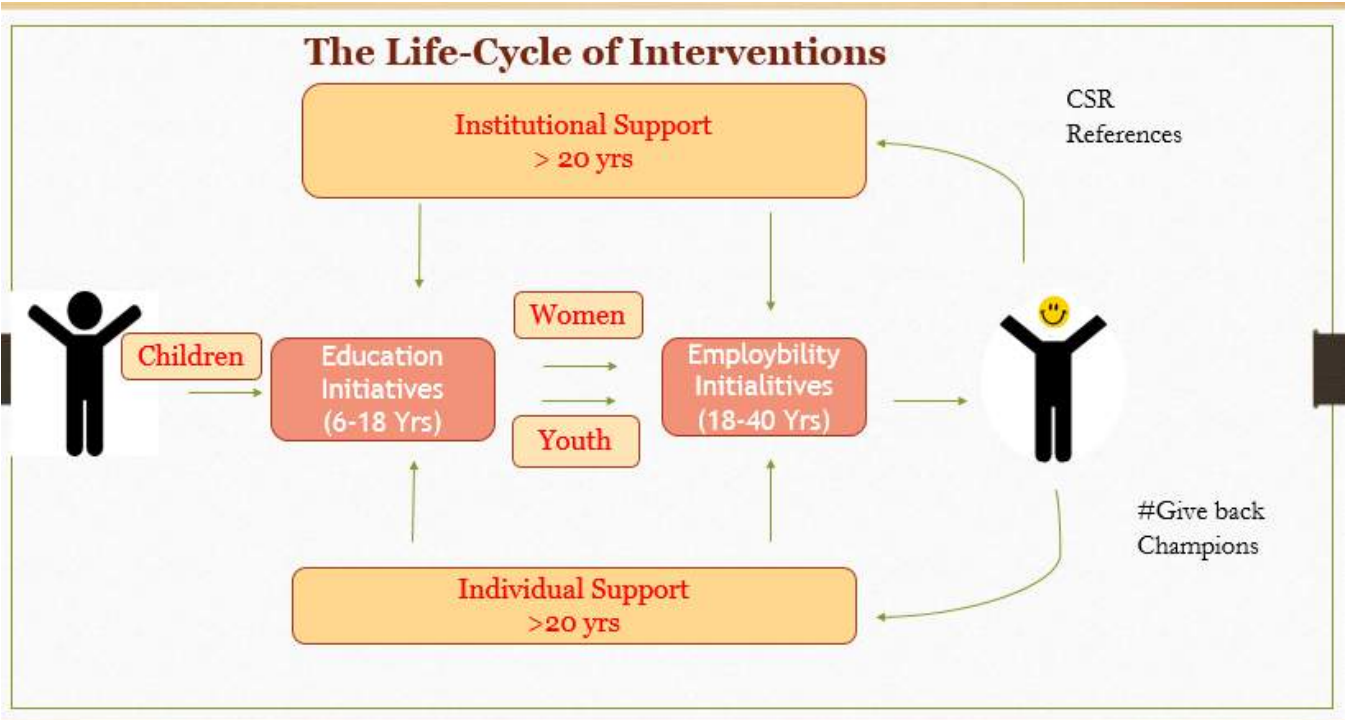 The Life-Cycle of Interventions
Institutional Support
> 20 yrs
CSR
References
Children
Education
Initiatives
(6-18 Yrs)
Women
Youth
Employbility
Initialitives
(18-40 Yrs)
#Give back
Champions
Individual Support
>20 yrs